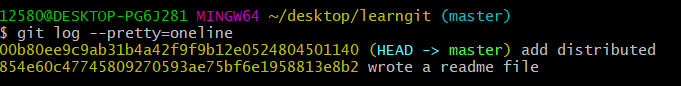 12580@DESKTOP-PG6J281 MINGW64 ~/desktop/learngit (master)
$ git log --pretty=oneline
00b80ee9c9ab31b4a42f9f9b12e0524804501140 (HEAD -> master) add distributed
854e60c47745809270593ae75bf6e1958813e8b2 wrote a readme file